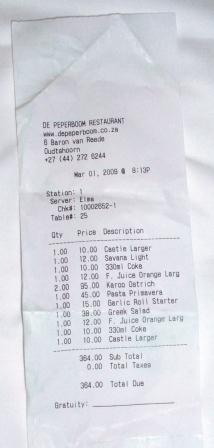 DE PEPERBOOM RESTAURANT
www.depeperboom.co.za
6 Baron van Reede
Oudtshoorn
+27 (44) 272 6244
Mar 01, 2009 @ 8:13P
Station: 1
Server: Elma
Chk#: 10002652-1
Table#: 25
Qty Price Description
1.00 10.00 Castle Larger
1.00 12.00 Savana Light
1.00 10.00 330ml Coke
1.00 12.00 F. Juice Orange Larg
2.00 95.00 Karoo Ostrich
1.00 45.00 Pasta Primavera
1.00 15.00 Garlic Roll Starter
1.00 38.00 Greek Salad
1.00 12.00 F. Juice Orange Larg
1.00 10.00 330ml Coke
1.00 10.00 Castle Larger
364.00 Sub Total
0.00 Total Taxes
364.00 Total Due
Gratuity: